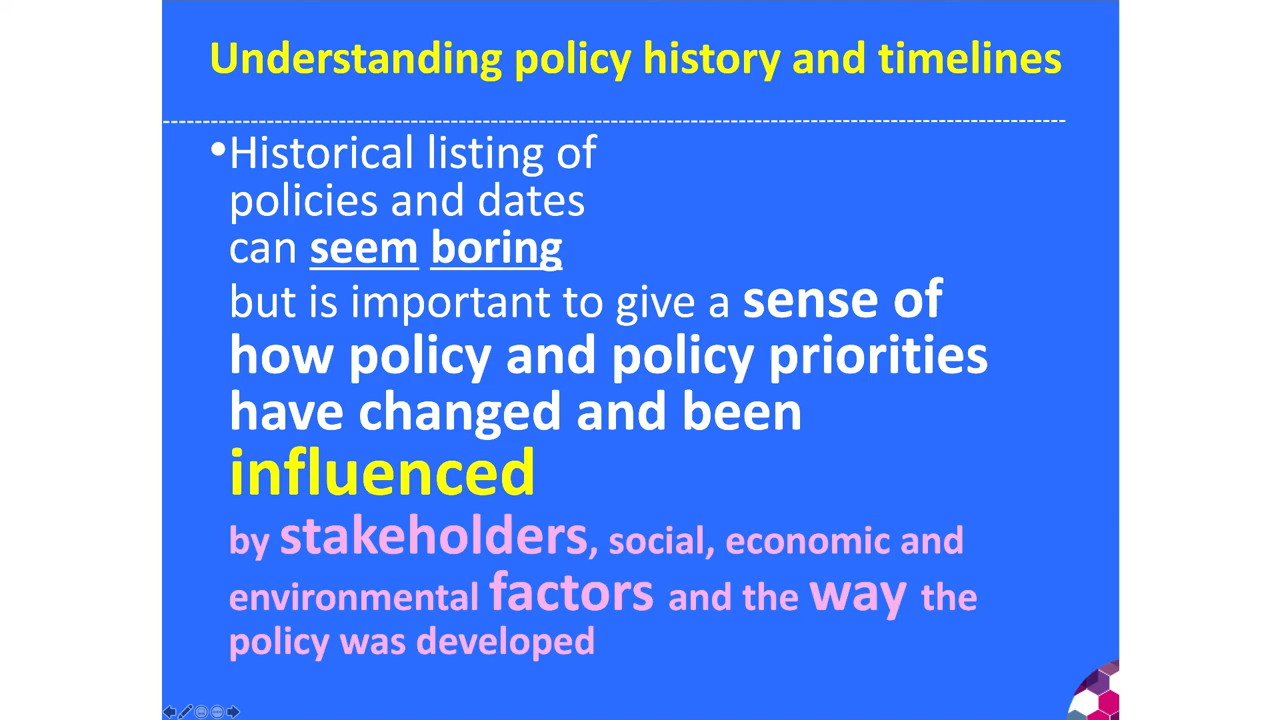 Understanding policy history and timelines
•Historical listing of
policies and dates
can seem boring
but is important to give a sense of
how policy and policy priorities
have changed and been
influenced
by stakeholders, social, economic and
environmental factors and the way the
policy was developed